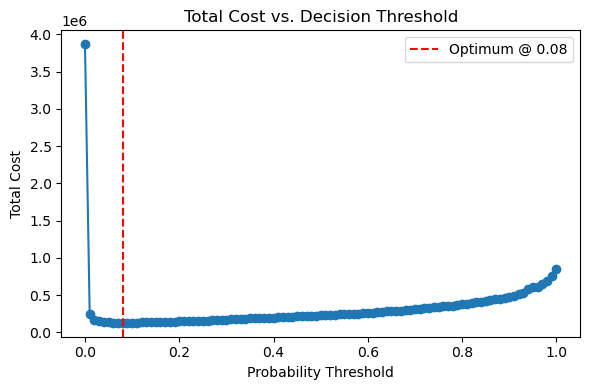 Total Cost vs. Decision Threshold
1e6
Optimum @ 0.08
4.0
3.5
3.0
2.5
2.0
1.5
1.0
0.5
0.0
Total Cost
0.0 0.2 0.4 0.6 0.8 1.0
Probability Threshold